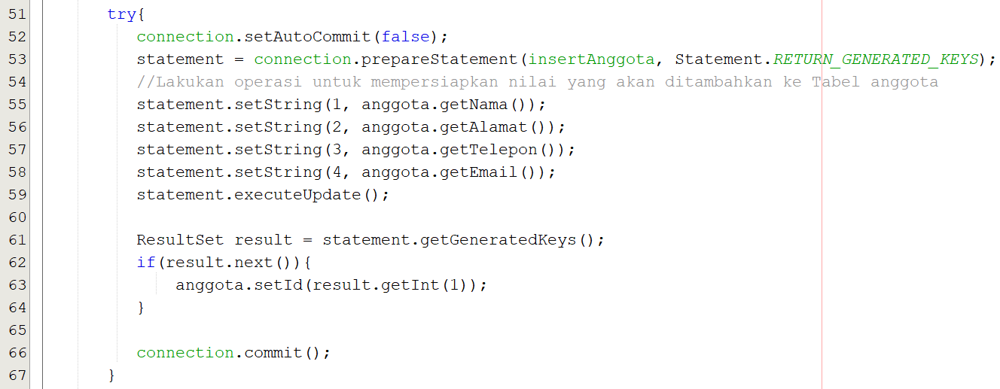 51 try{
52 connection.setAutoCommit(false);
53 statement = connection.prepareStatement(insertAnggota, Statement.RETURN_GENERATED_KEYS);
54 //Lakukan operasi untuk mempersiapkan nilai yang akan ditambahkan ke Tabel anggota
55 statement.setString(1, anggota.getNama());
56 statement.setString(2, anggota.getAlamat());
57 statement.setString(3, anggota.getTelepon());
58 statement.setString(4, anggota.getEmail());
59 statement.executeUpdate();
60
61 ResultSet result = statement.getGeneratedKeys();
62 if(result.next()){
63 anggota.setId(result.getInt(1));
64 }
65
66 connection.commit();
67 }